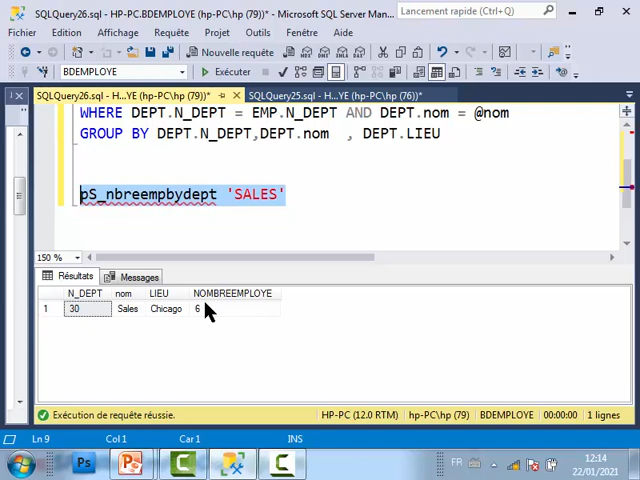 SQLQuery26.sql - HP-PC.BDEMPLOYE (hp-PC\hp (79))* - Microsoft SQL Server Man...
Lancement rapide (Ctrl+Q)
Fichier Edition Affichage Requête Projet Outils Fenêtre Aide
Nouvelle requête
BDEMPLOYE Exécuter
SQLQuery26.sql - H...YE (hp-PC\hp (79))* SQLQuery25.sql - H...YE (hp-PC\hp (76))*
WHERE DEPT.N_DEPT = EMP.N_DEPT AND DEPT.nom = @nom
GROUP BY DEPT.N_DEPT,DEPT.nom , DEPT.LIEU
pS_nbreempbydept 'SALES'
150 %
Résultats Messages
N_DEPT nom LIEU NOMBREEMPLOYE
1 30 Sales Chicago 6
Exécution de requête réussie. HP-PC (12.0 RTM) hp-PC\hp (79) BDEMPLOYE 00:00:00 1 lignes
Ln 9 Col 1 Car 1 INS
Ps P C C
FR
12:14
22/01/2021